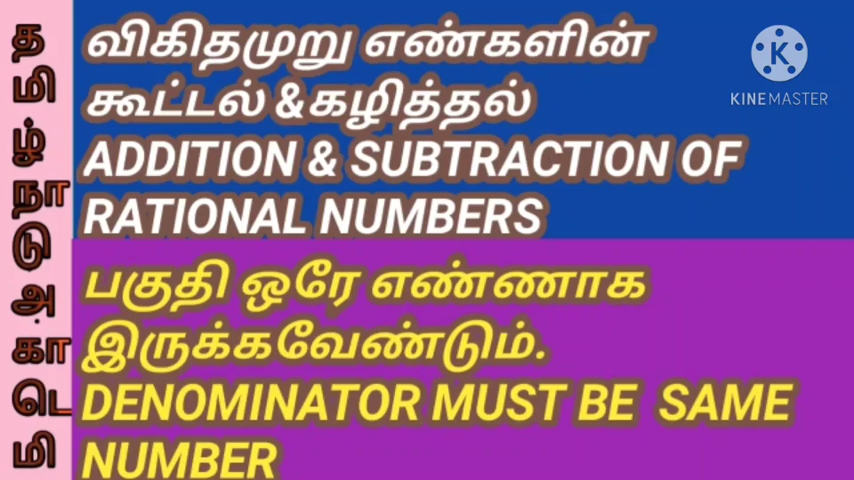 விகிதமுறு எண்களின்
கூட்டல் &கழித்தல்
ADDITION & SUBTRACTION OF
RATIONAL NUMBERS
பகுதி ஒரே எண்ணாக
இருக்கவேண்டும்.
DENOMINATOR MUST BE SAME
NUMBER
தமிழ்நாடு அ.காடெமி
KINEMASTER